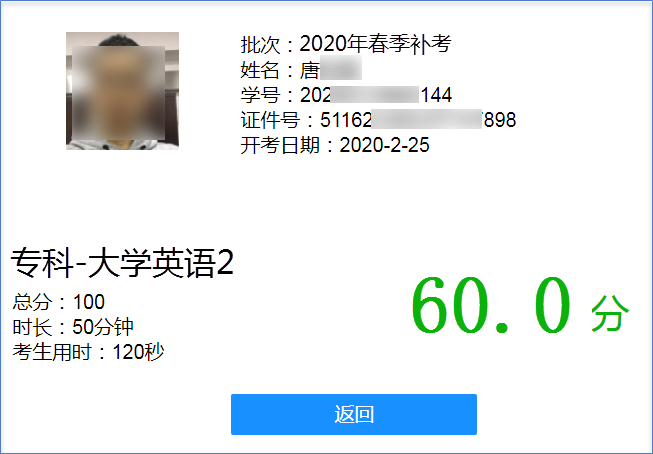 批次：2020年春季补考
姓名：唐
学号：202 144
证件号：51162 898
开考日期：2020-2-25
专科-大学英语2
总分：100
时长：50分钟
考生用时：120秒
60.0 分
返回